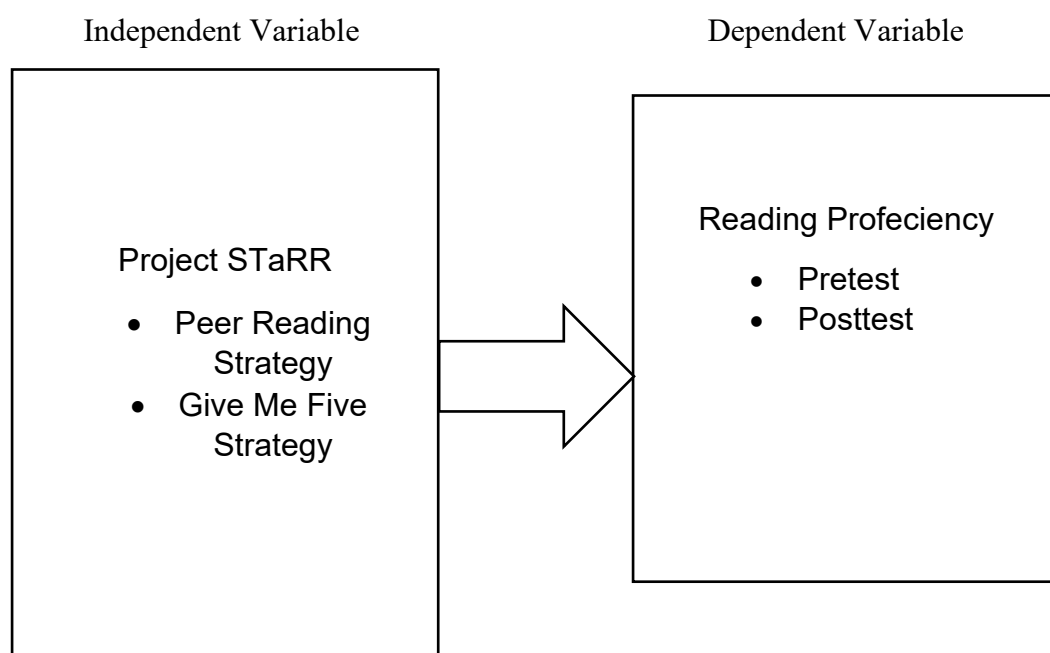 Independent Variable
Dependent Variable
Project STaRR
• Peer Reading
Strategy
• Give Me Five
Strategy
Reading Profeciency
• Pretest
• Posttest